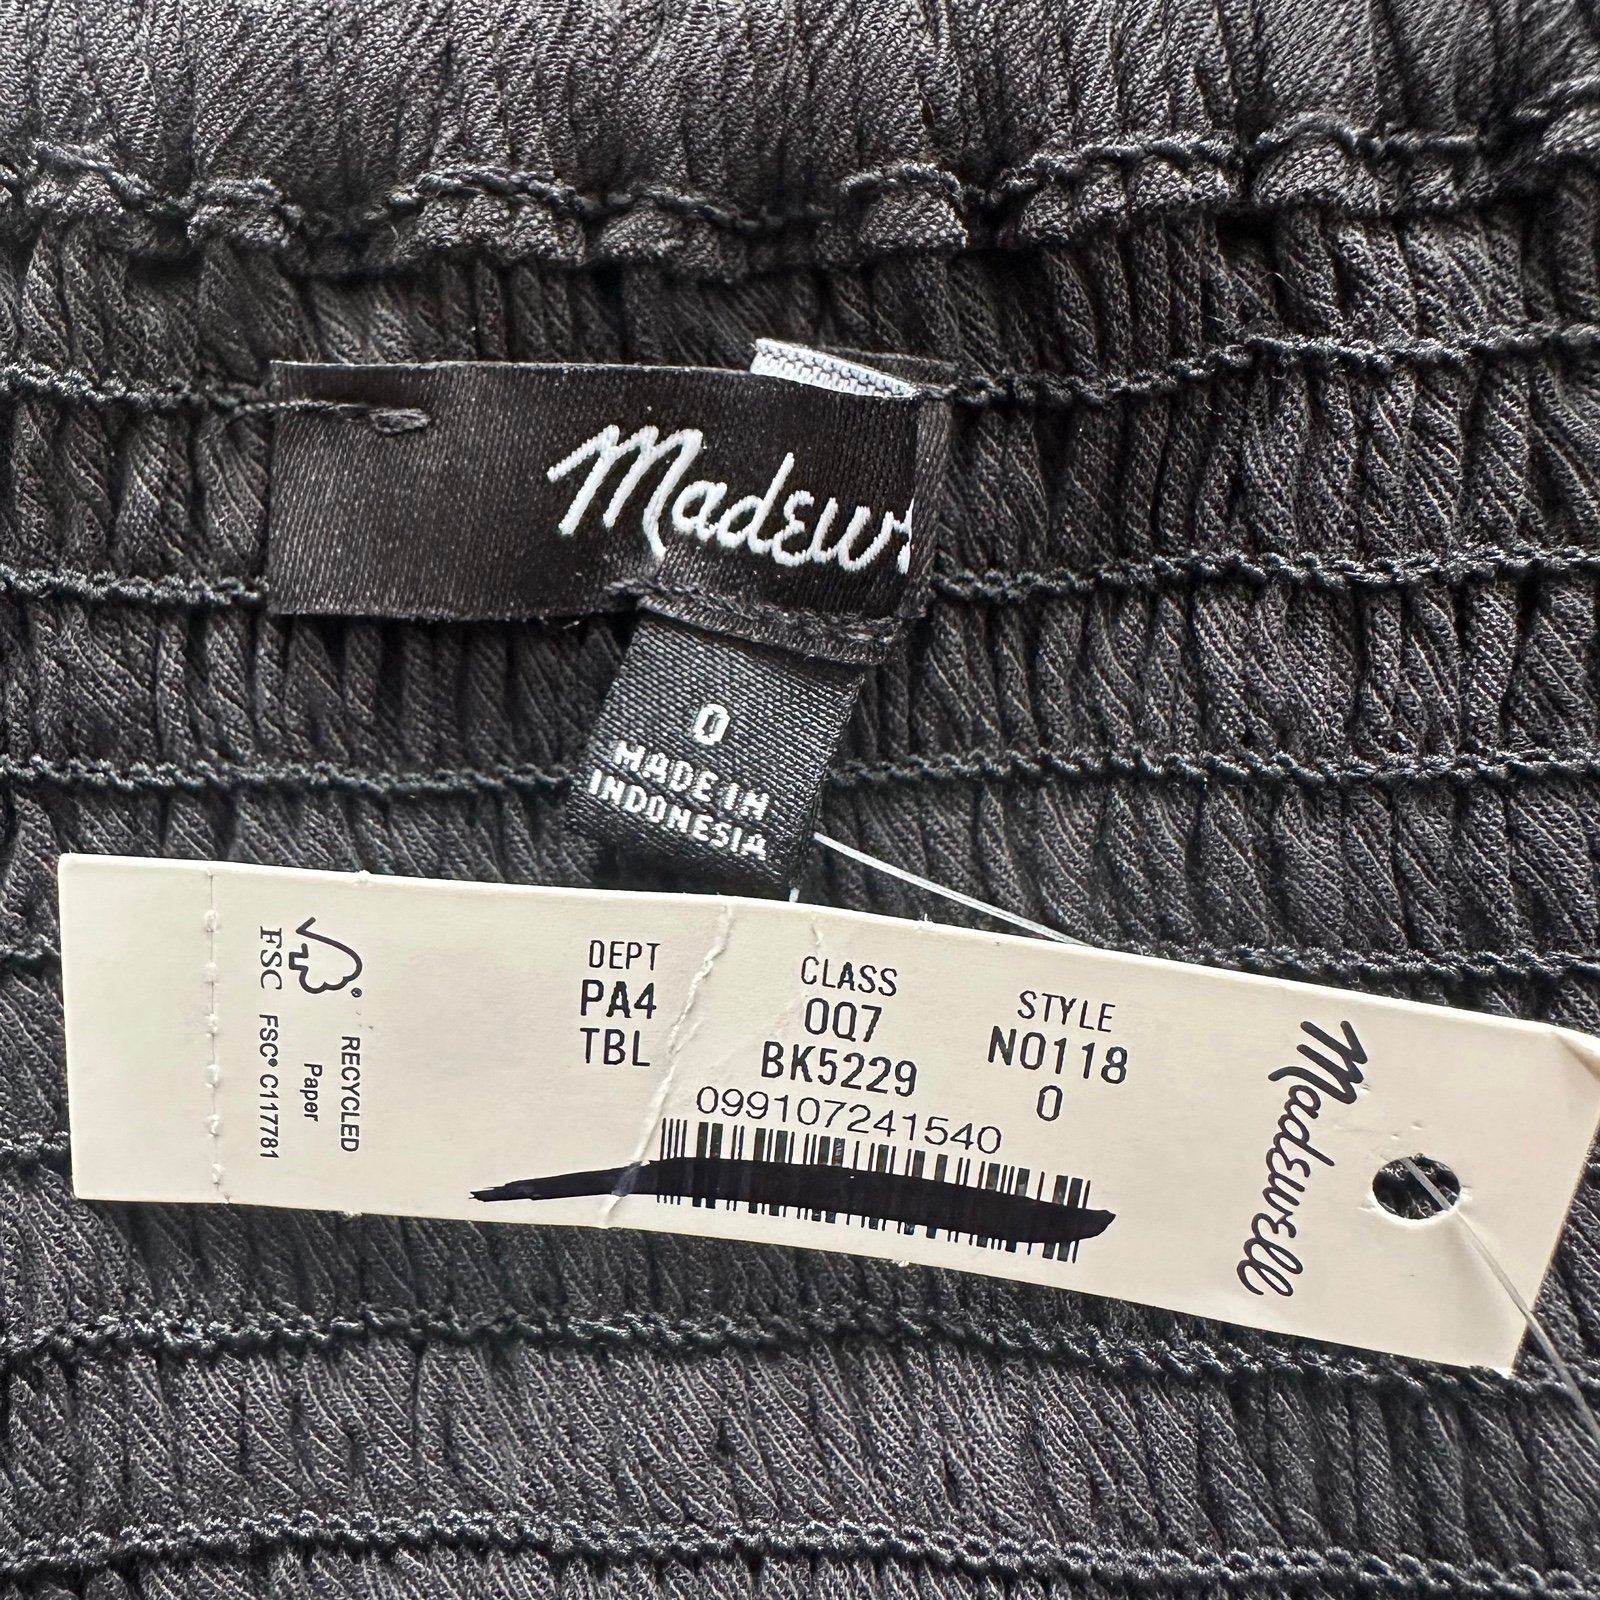 Madew
0
MADE IN
INDONESIA
FSC
FSC® C117781
RECYCLED
Paper
DEPT CLASS STYLE
PA4 0Q7 N0118
TBL BK5229 0
099107241540
Madewell